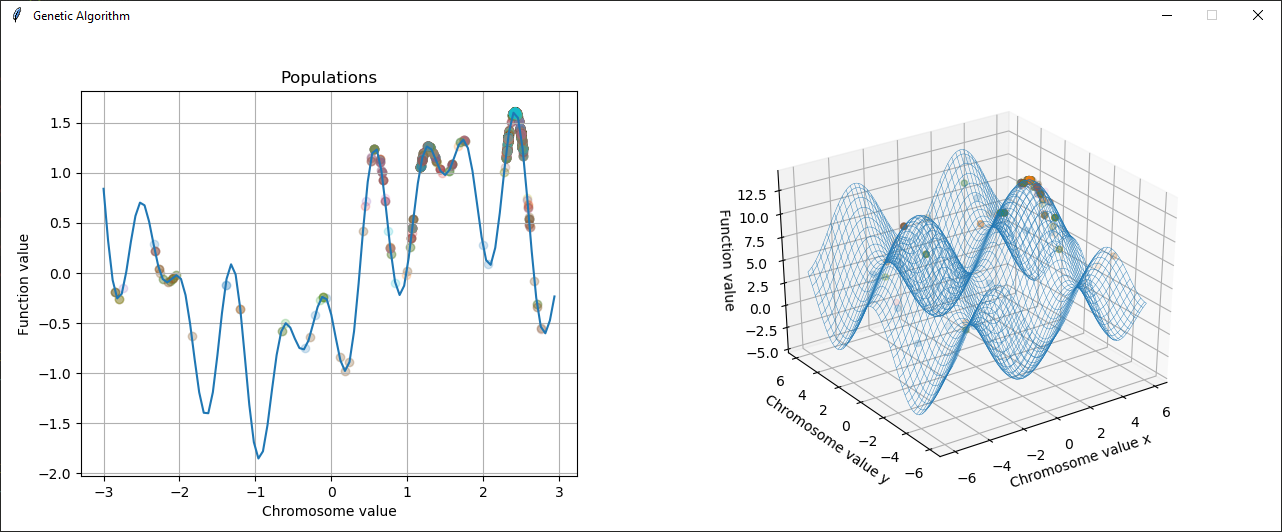 Genetic Algorithm
Populations
Function value
1.5
1.0
0.5
0.0
−0.5
−1.0
−1.5
−2.0
−3 −2 −1 0 1 2 3
Chromosome value
Function value
12.5
10.0
7.5
5.0
2.5
0.0
−2.5
−5.0
6 4 2 0 −2 −4 −6
Chromosome value y
−6 −4 −2 0 2 4 6
Chromosome value x